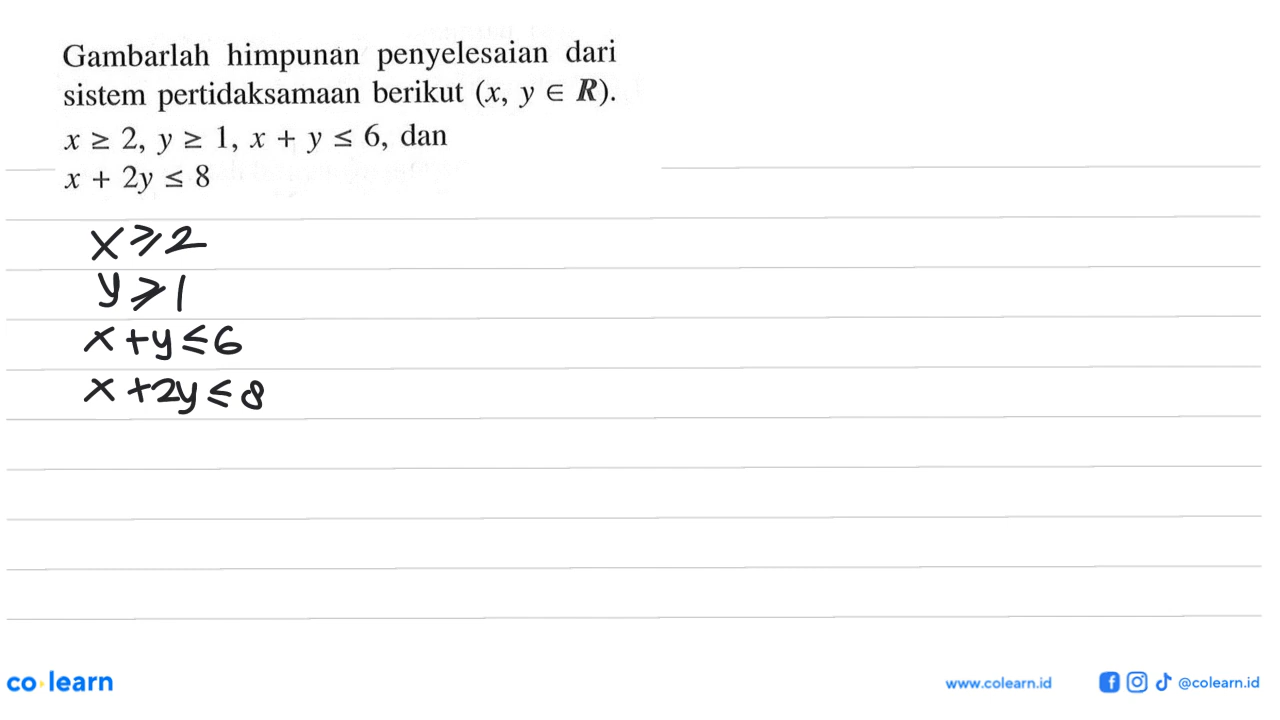 Gambarlah himpunan penyelesaian dari
sistem pertidaksamaan berikut (x, y ∈ R).
x ≥ 2, y ≥ 1, x + y ≤ 6, dan
x + 2y ≤ 8
x ≥ 2
y ≥ 1
x + y ≤ 6
x + 2y ≤ 8
co learn
www.colearn.id
@colearn.id